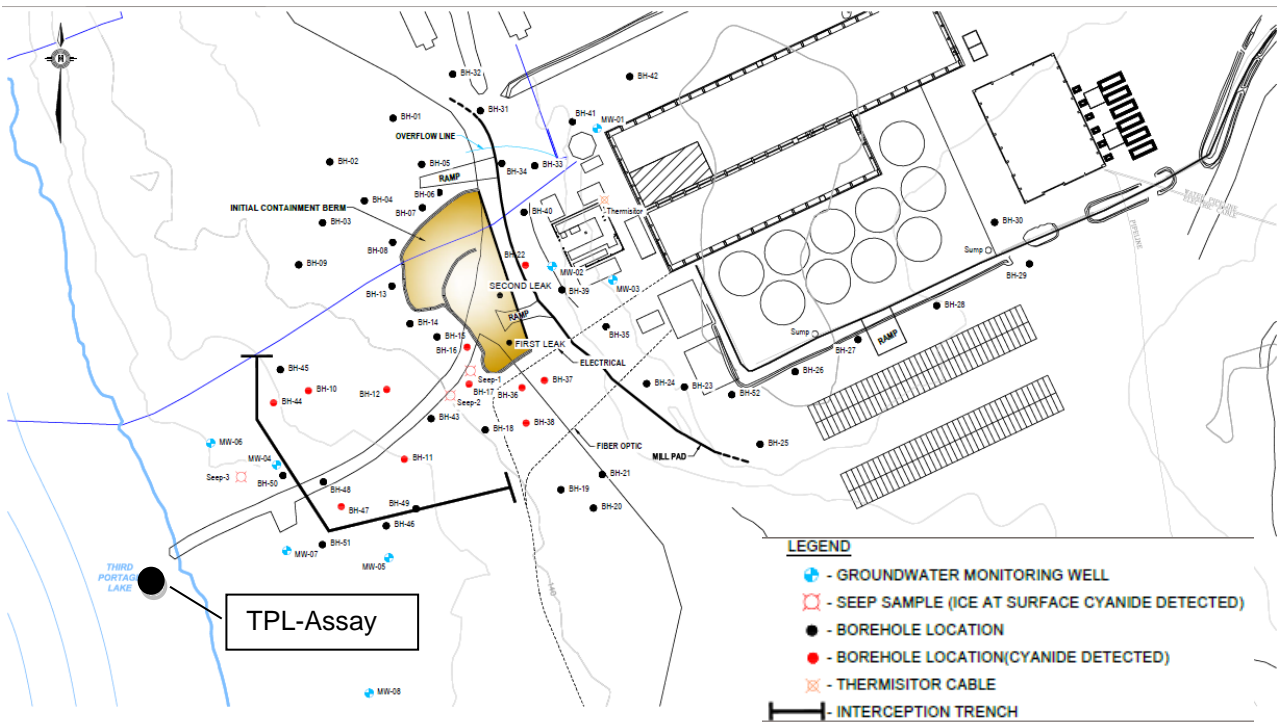 BH-32
BH-42
BH-31
BH-01
BH-41
MW-01
OVERFLOW LINE
BH-02
BH-05
BH-34
BH-33
RAMP
BH-06
INITIAL CONTAINMENT BERM
BH-04
BH-07
Thermisitor
BH-03
BH-40
BH-30
BH-08
Sump
PIPELINE
BH-09
BH-22
MW-02
BH-29
BH-13
SECOND LEAK
BH-39
MW-03
BH-28
RAMP
BH-14
BH-35
Sump
BH-15
RAMP
BH-16
FIRST LEAK
BH-27
ELECTRICAL
BH-45
Seep-1
BH-26
BH-10
BH-12
BH-17
BH-36
BH-37
BH-24
BH-23
BH-52
BH-44
Seep-2
BH-43
BH-18
BH-38
MW-06
FIBER OPTIC
BH-25
MW-04
BH-11
MILL PAD
Seep-3
BH-50
BH-48
BH-21
BH-19
BH-47
BH-49
BH-20
BH-46
BH-51
MW-07
MW-05
THIRD
PORTAGE
LAKE
140
TPL-Assay
MW-08
LEGEND
- GROUNDWATER MONITORING WELL
- SEEP SAMPLE (ICE AT SURFACE CYANIDE DETECTED)
- BOREHOLE LOCATION
- BOREHOLE LOCATION(CYANIDE DETECTED)
- THERMISITOR CABLE
- INTERCEPTION TRENCH